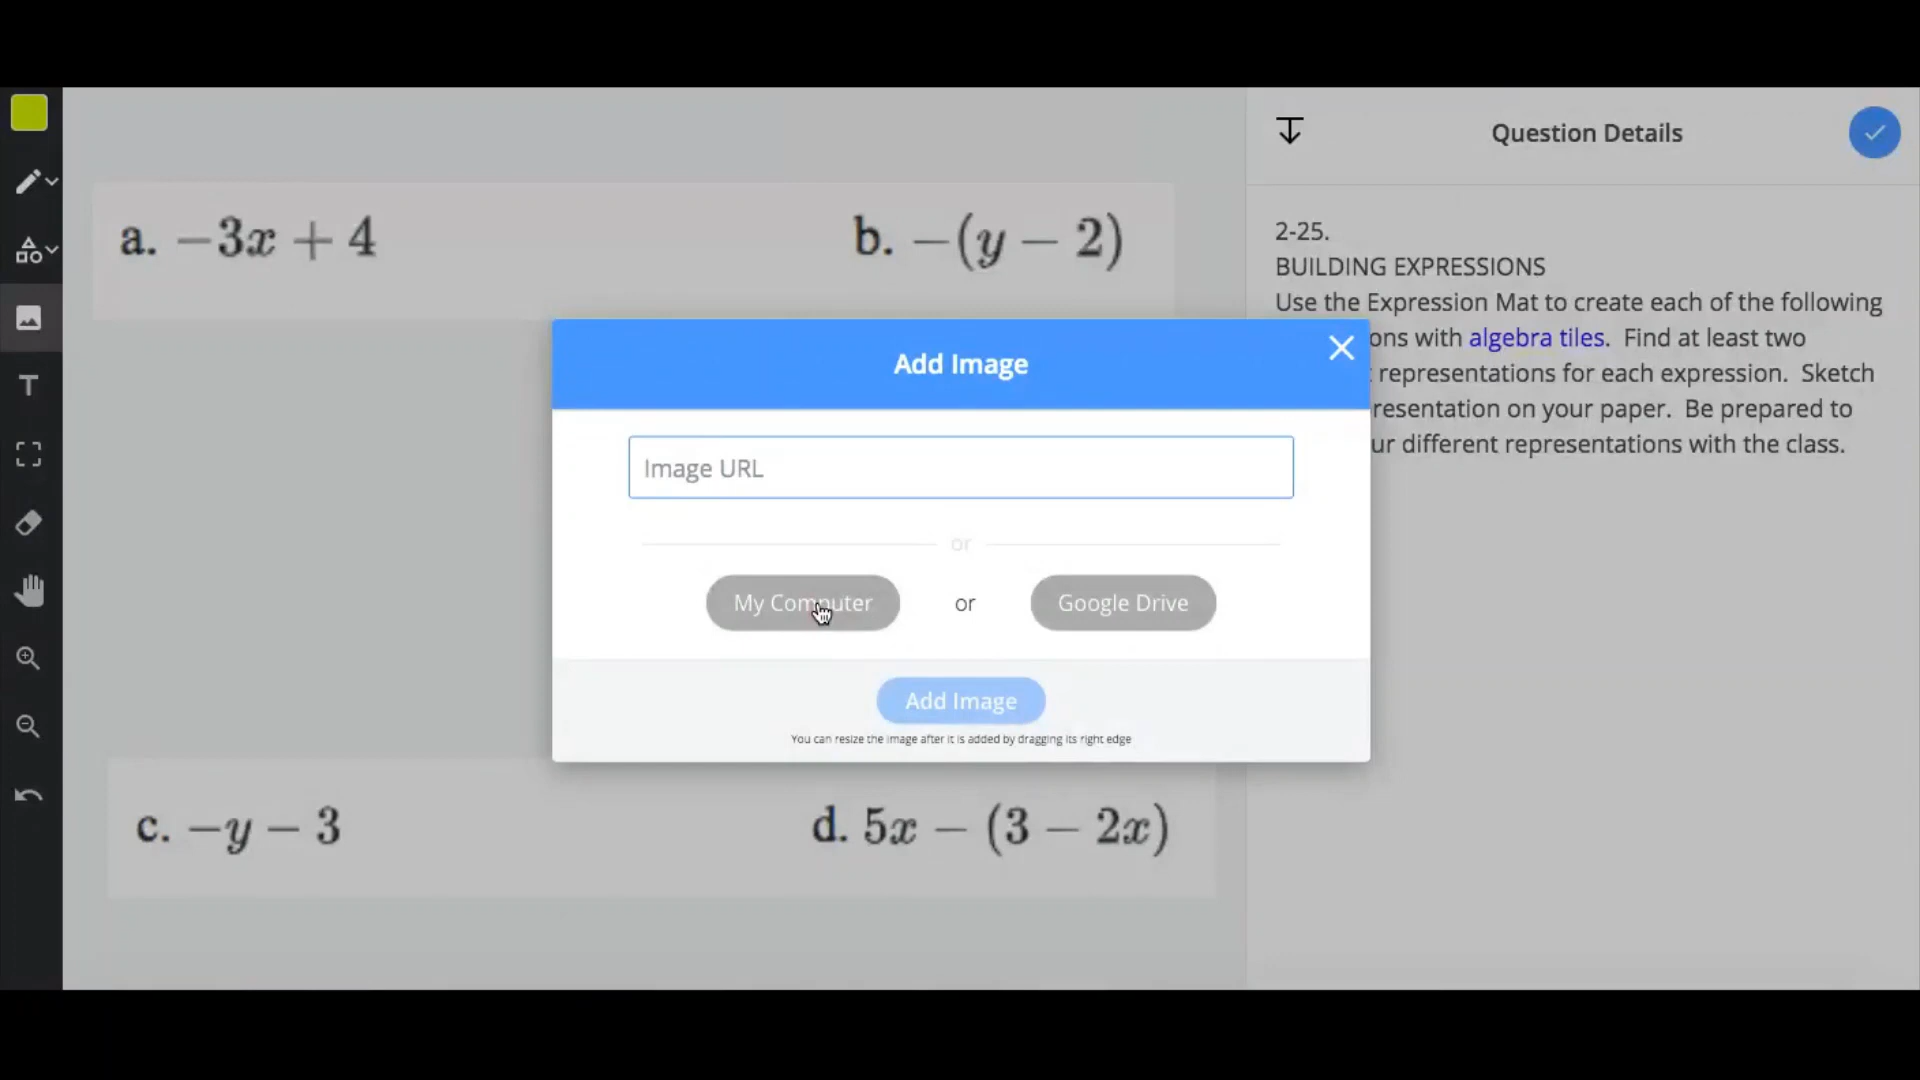 Question Details
a. −3x + 4
b. −(y − 2)
2-25.
BUILDING EXPRESSIONS
Use the Expression Mat to create each of the following
ons with algebra tiles. Find at least two
representations for each expression. Sketch
resentation on your paper. Be prepared to
ur different representations with the class.
Add Image
Image URL
or
My Computer
or
Google Drive
Add Image
You can resize the image after it is added by dragging its right edge
c. −y − 3
d. 5x − (3 − 2x)
T